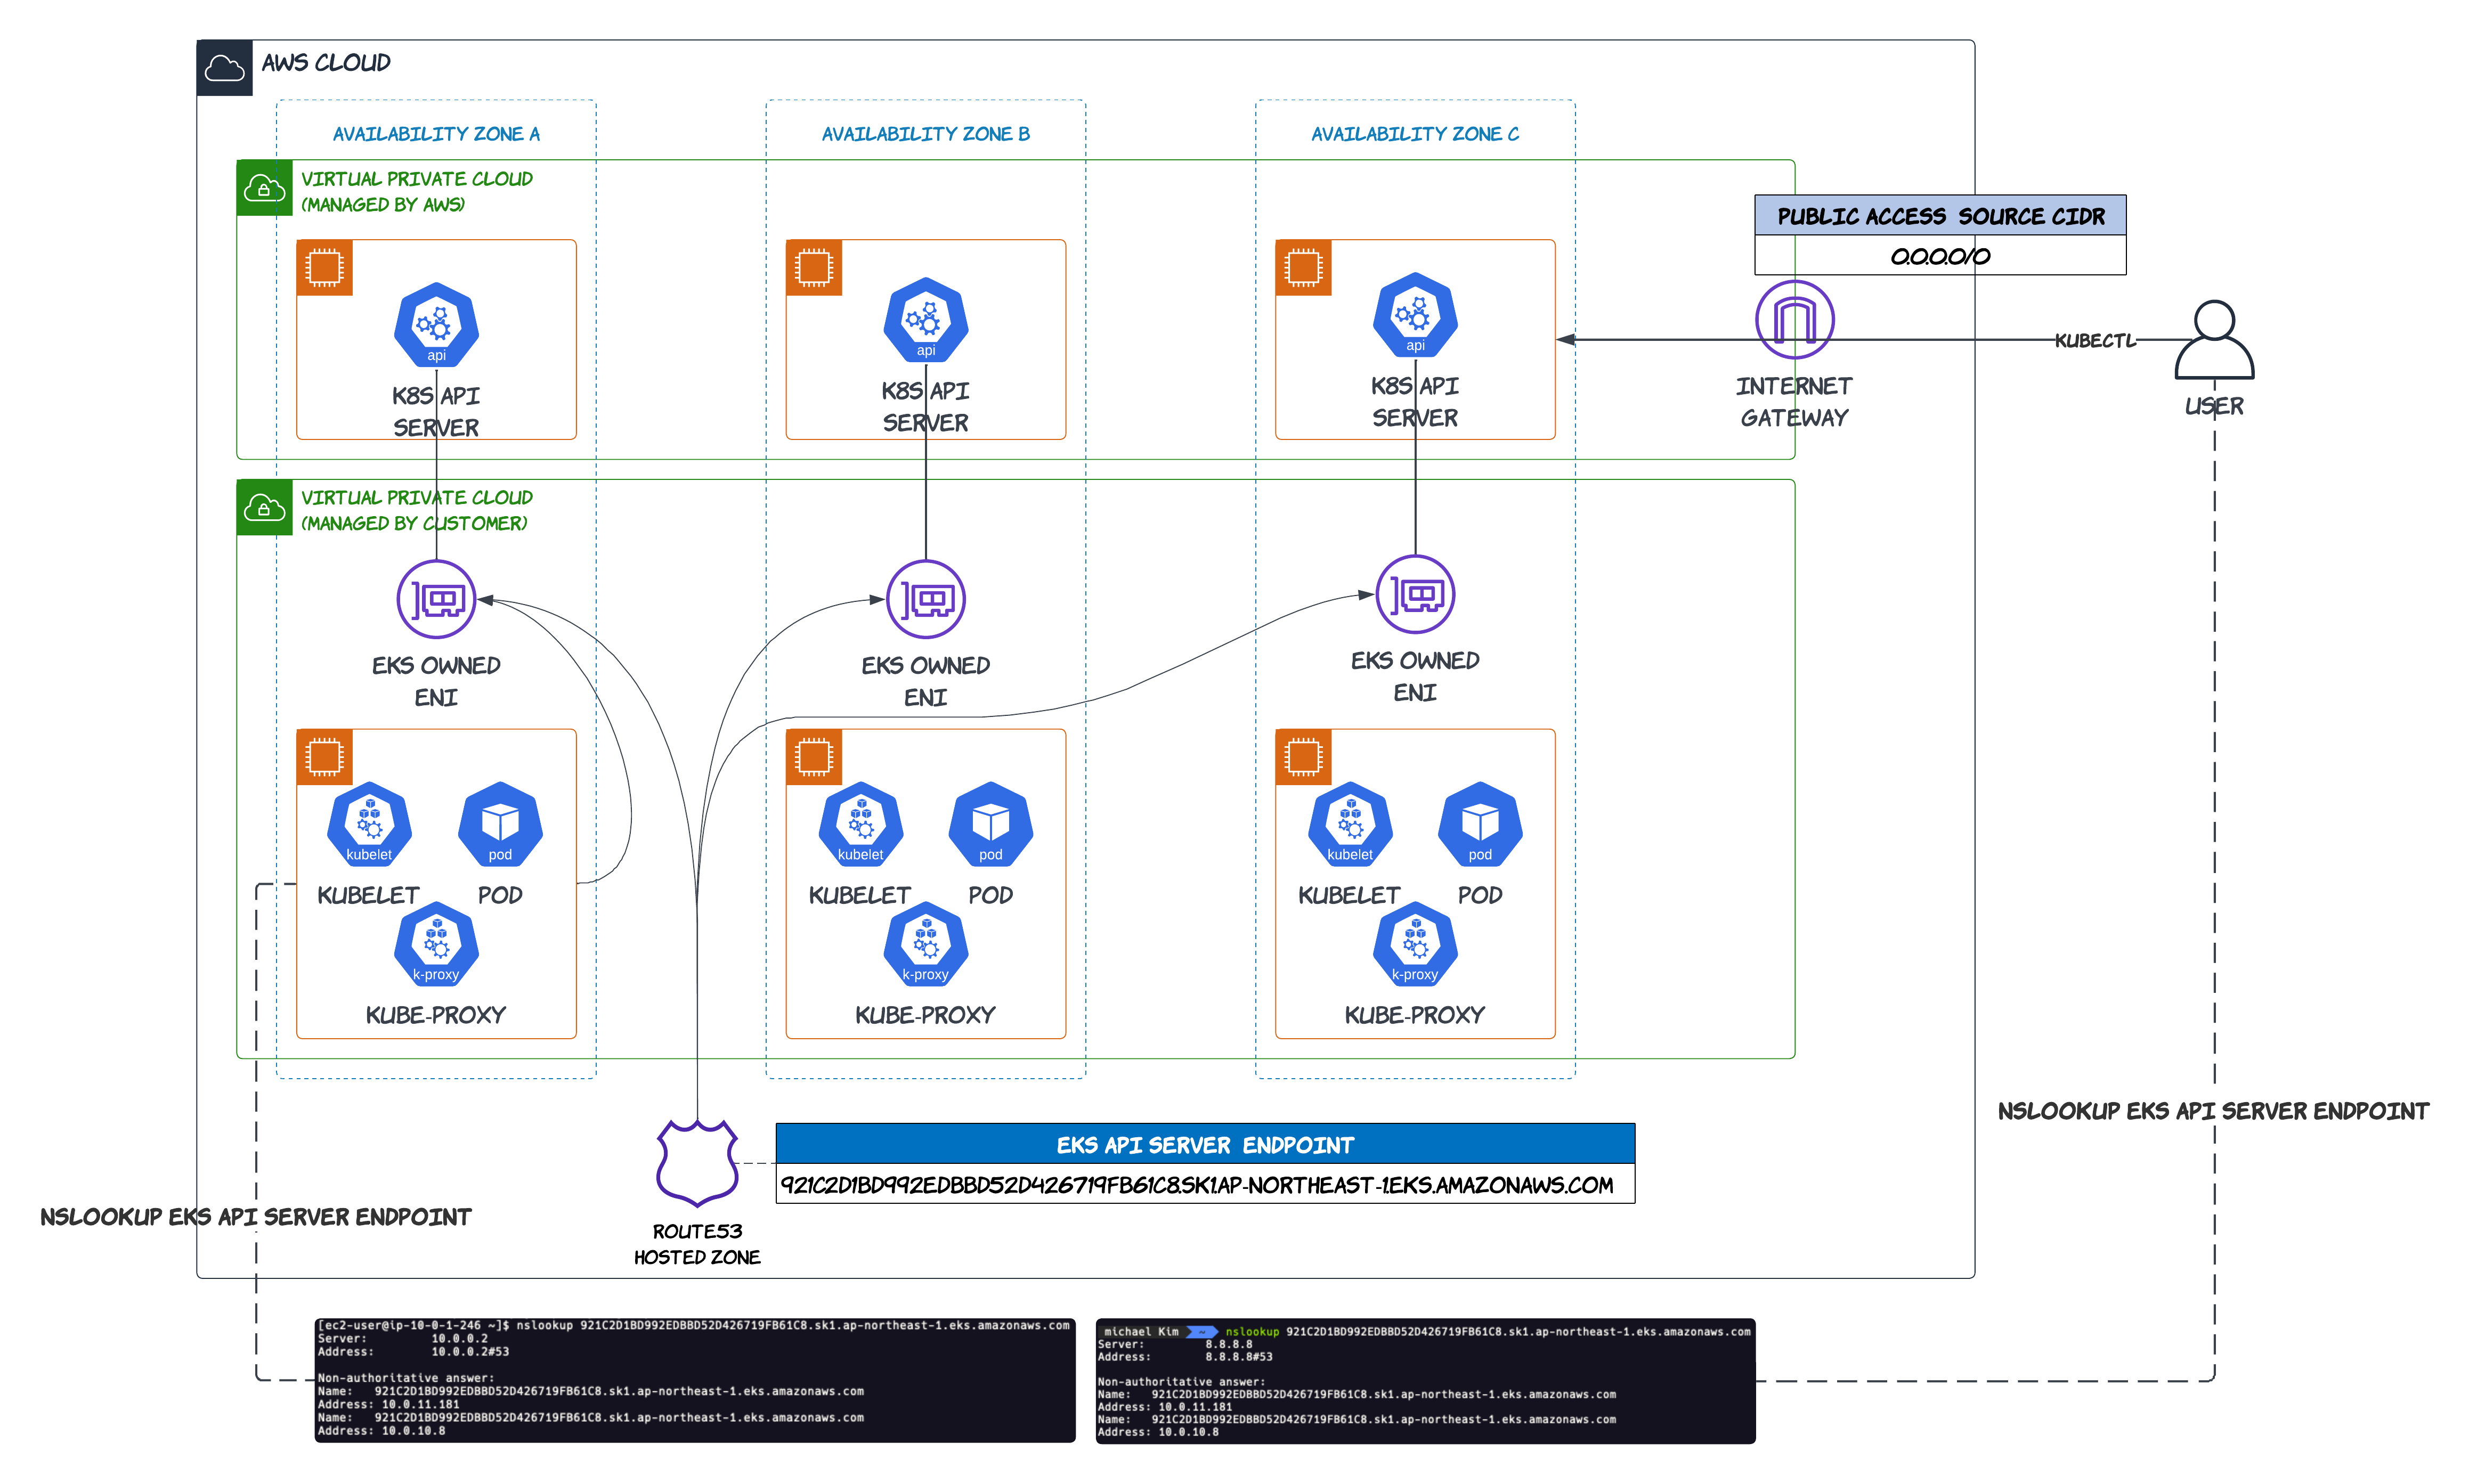 AWS CLOUD
AVAILABILITY ZONE A
AVAILABILITY ZONE B
AVAILABILITY ZONE C
VIRTUAL PRIVATE CLOUD
(MANAGED BY AWS)
PUBLIC ACCESS SOURCE CIDR
0.0.0.0/0
api
K8S API
SERVER
api
K8S API
SERVER
api
K8S API
SERVER
INTERNET
GATEWAY
KUBECTL
USER
VIRTUAL PRIVATE CLOUD
(MANAGED BY CUSTOMER)
EKS OWNED
ENI
EKS OWNED
ENI
EKS OWNED
ENI
kubelet
KUBELET
pod
POD
k-proxy
KUBE-PROXY
kubelet
KUBELET
pod
POD
k-proxy
KUBE-PROXY
kubelet
KUBELET
pod
POD
k-proxy
KUBE-PROXY
NSLOOKUP EKS API SERVER ENDPOINT
EKS API SERVER ENDPOINT
921C2D1BD992EDBBD52D426719FB61C8.SK1.AP-NORTHEAST-1.EKS.AMAZONAWS.COM
NSLOOKUP EKS API SERVER ENDPOINT
ROUTE53
HOSTED ZONE
[ec2-user@ip-10-0-1-246 ~]$ nslookup 921C2D1BD992EDBBD52D426719FB61C8.sk1.ap-northeast-1.eks.amazonaws.com
Server: 10.0.0.2
Address: 10.0.0.2#53
Non-authoritative answer:
Name: 921C2D1BD992EDBBD52D426719FB61C8.sk1.ap-northeast-1.eks.amazonaws.com
Address: 10.0.11.181
Name: 921C2D1BD992EDBBD52D426719FB61C8.sk1.ap-northeast-1.eks.amazonaws.com
Address: 10.0.10.8
michael Kim ~ nslookup 921C2D1BD992EDBBD52D426719FB61C8.sk1.ap-northeast-1.eks.amazonaws.com
Server: 8.8.8.8
Address: 8.8.8.8#53
Non-authoritative answer:
Name: 921C2D1BD992EDBBD52D426719FB61C8.sk1.ap-northeast-1.eks.amazonaws.com
Address: 10.0.11.181
Name: 921C2D1BD992EDBBD52D426719FB61C8.sk1.ap-northeast-1.eks.amazonaws.com
Address: 10.0.10.8